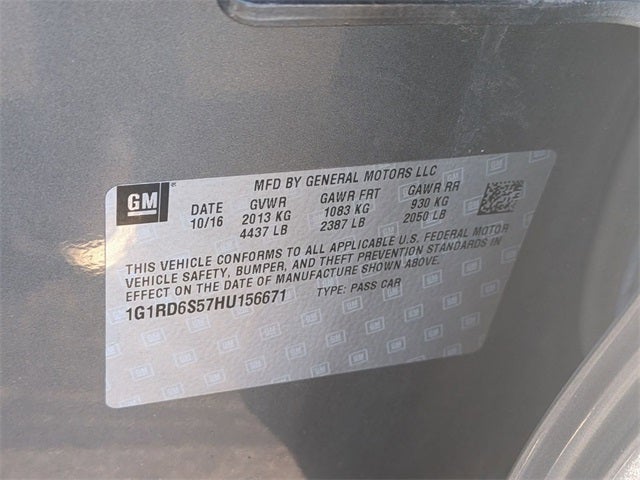 GM
MFD BY GENERAL MOTORS LLC
DATE GVWR GAWR FRT GAWR RR
10/16 2013 KG 1083 KG 930 KG
4437 LB 2387 LB 2050 LB
THIS VEHICLE CONFORMS TO ALL APPLICABLE U.S. FEDERAL MOTOR
VEHICLE SAFETY, BUMPER, AND THEFT PREVENTION STANDARDS IN
EFFECT ON THE DATE OF MANUFACTURE SHOWN ABOVE.
1G1RD6S57HU156671 TYPE: PASS CAR